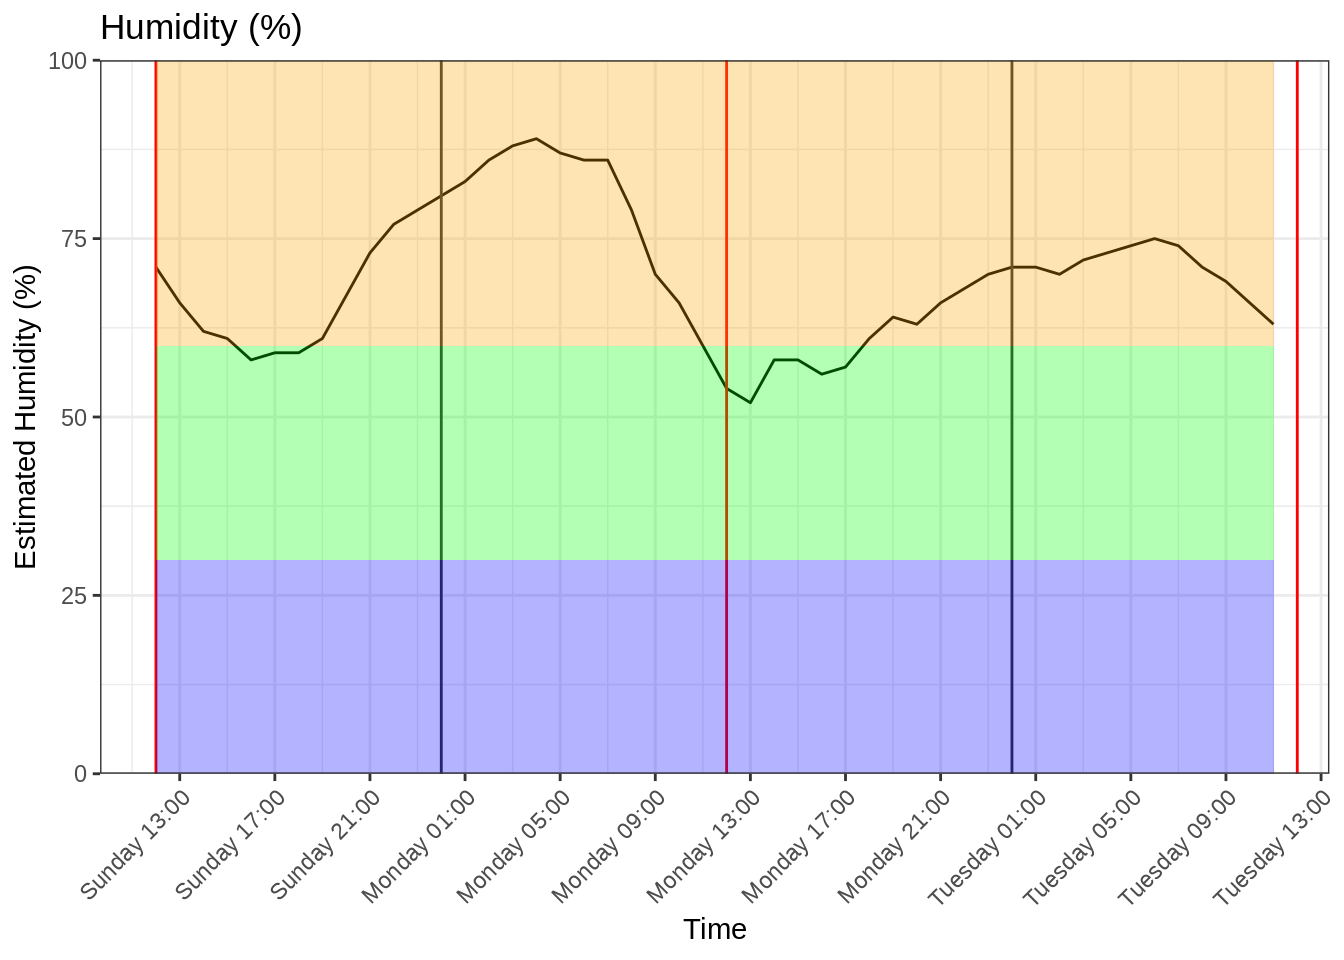 Humidity (%)
Estimated Humidity (%)
100
75
50
25
0
Sunday 13:00
Sunday 17:00
Sunday 21:00
Monday 01:00
Monday 05:00
Monday 09:00
Monday 13:00
Monday 17:00
Monday 21:00
Tuesday 01:00
Tuesday 05:00
Tuesday 09:00
Tuesday 13:00
Time